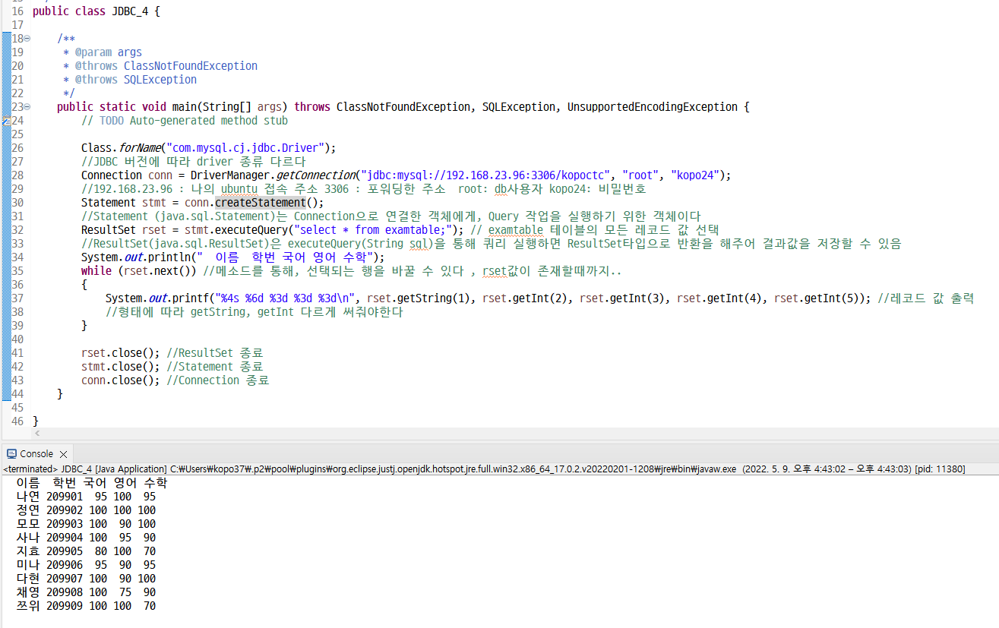 16 public class JDBC_4 {
17
18 /**
19 * @param args
20 * @throws ClassNotFoundException
21 * @throws SQLException
22 */
23 public static void main(String[] args) throws ClassNotFoundException, SQLException, UnsupportedEncodingException {
24 // TODO Auto-generated method stub
25
26 Class.forName("com.mysql.cj.jdbc.Driver");
27 //JDBC 버전에 따라 driver 종류 다르다
28 Connection conn = DriverManager.getConnection("jdbc:mysql://192.168.23.96:3306/kopoctc", "root", "kopo24");
29 //192.168.23.96 : 나의 ubuntu 접속 주소 3306 : 포워딩한 주소  root: db사용자 kopo24: 비밀번호
30 Statement stmt = conn.createStatement();
31 //Statement (java.sql.Statement)는 Connection으로 연결한 객체에게, Query 작업을 실행하기 위한 객체이다
32 ResultSet rset = stmt.executeQuery("select * from examtable;"); // examtable 테이블의 모든 레코드 값 선택
33 //ResultSet(java.sql.ResultSet)은 executeQuery(String sql)을 통해 쿼리 실행하면 ResultSet타입으로 반환을 해주어 결과값을 저장할 수 있음
34 System.out.println("  이름  학번 국어 영어 수학");
35 while (rset.next()) //메소드를 통해, 선택되는 행을 바꿀 수 있다 , rset값이 존재할때까지..
36 {
37 System.out.printf("%4s %6d %3d %3d %3d\n", rset.getString(1), rset.getInt(2), rset.getInt(3), rset.getInt(4), rset.getInt(5)); //레코드 값 출력
38 //형태에 따라 getString, getInt 다르게 써줘야한다
39 }
40
41 rset.close(); //ResultSet 종료
42 stmt.close(); //Statement 종료
43 conn.close(); //Connection 종료
44 }
45
46 }
Console
<terminated> JDBC_4 [Java Application] C:₩Users₩kopo37₩.p2₩pool₩plugins₩org.eclipse.justj.openjdk.hotspot.jre.full.win32.x86_64_17.0.2.v20220201-1208₩jre₩bin₩javaw.exe (2022. 5. 9. 오후 4:43:02 – 오후 4:43:03) [pid: 11380]
이름  학번 국어 영어 수학
나연 209901  95 100  95
정연 209902 100 100 100
모모 209903 100  90 100
사나 209904 100  95  90
지효 209905  80 100  70
미나 209906  95  90  95
다현 209907 100  90 100
채영 209908 100  75  90
쯔위 209909 100 100  70